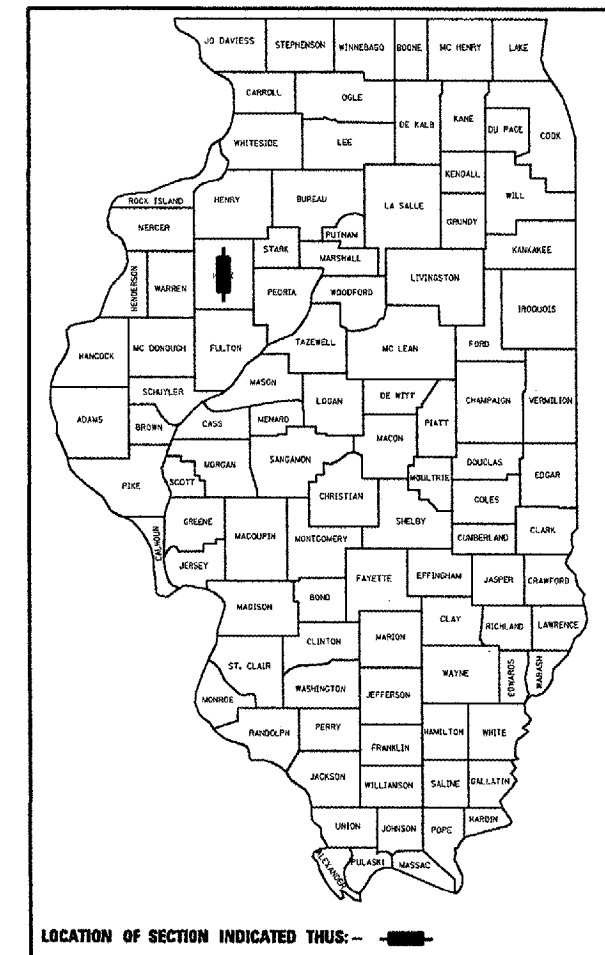 JO DAVIESS STEPHENSON WINNEBAGO BOONE MC HENRY LAKE
CARROLL OGLE DE KALB KANE DU PAGE COOK
WHITESIDE LEE
KENDALL WILL
ROCK ISLAND HENRY BUREAU LA SALLE GRUNDY
MERCER PUTNAM
STARK MARSHALL KANKAKEE
HENDERSON WARREN PEORIA WOODFORD LIVINGSTON IROQUOIS
HANCOCK MC DONOUGH FULTON TAZEWELL MC LEAN FORD
MASON
SCHUYLER LOGAN DE WITT CHAMPAIGN VERMILION
ADAMS BROWN CASS MENARD MACON PIATT
MORGAN SANGAMON DOUGLAS
PIKE SCOTT CHRISTIAN MOULTRIE COLES EDGAR
GREENE MACOUPIN MONTGOMERY SHELBY CUMBERLAND CLARK
CALHOUN
JERSEY FAYETTE EFFINGHAM JASPER CRAWFORD
MADISON BOND
CLAY RICHLAND LAWRENCE
CLINTON MARION
ST. CLAIR WAYNE EDWARDS WABASH
WASHINGTON JEFFERSON
MONROE
RANDOLPH PERRY HAMILTON WHITE
FRANKLIN
JACKSON WILLIAMSON SALINE GALLATIN
HARDIN
UNION JOHNSON POPE
ALEXANDER PULASKI MASSAC
LOCATION OF SECTION INDICATED THUS:-